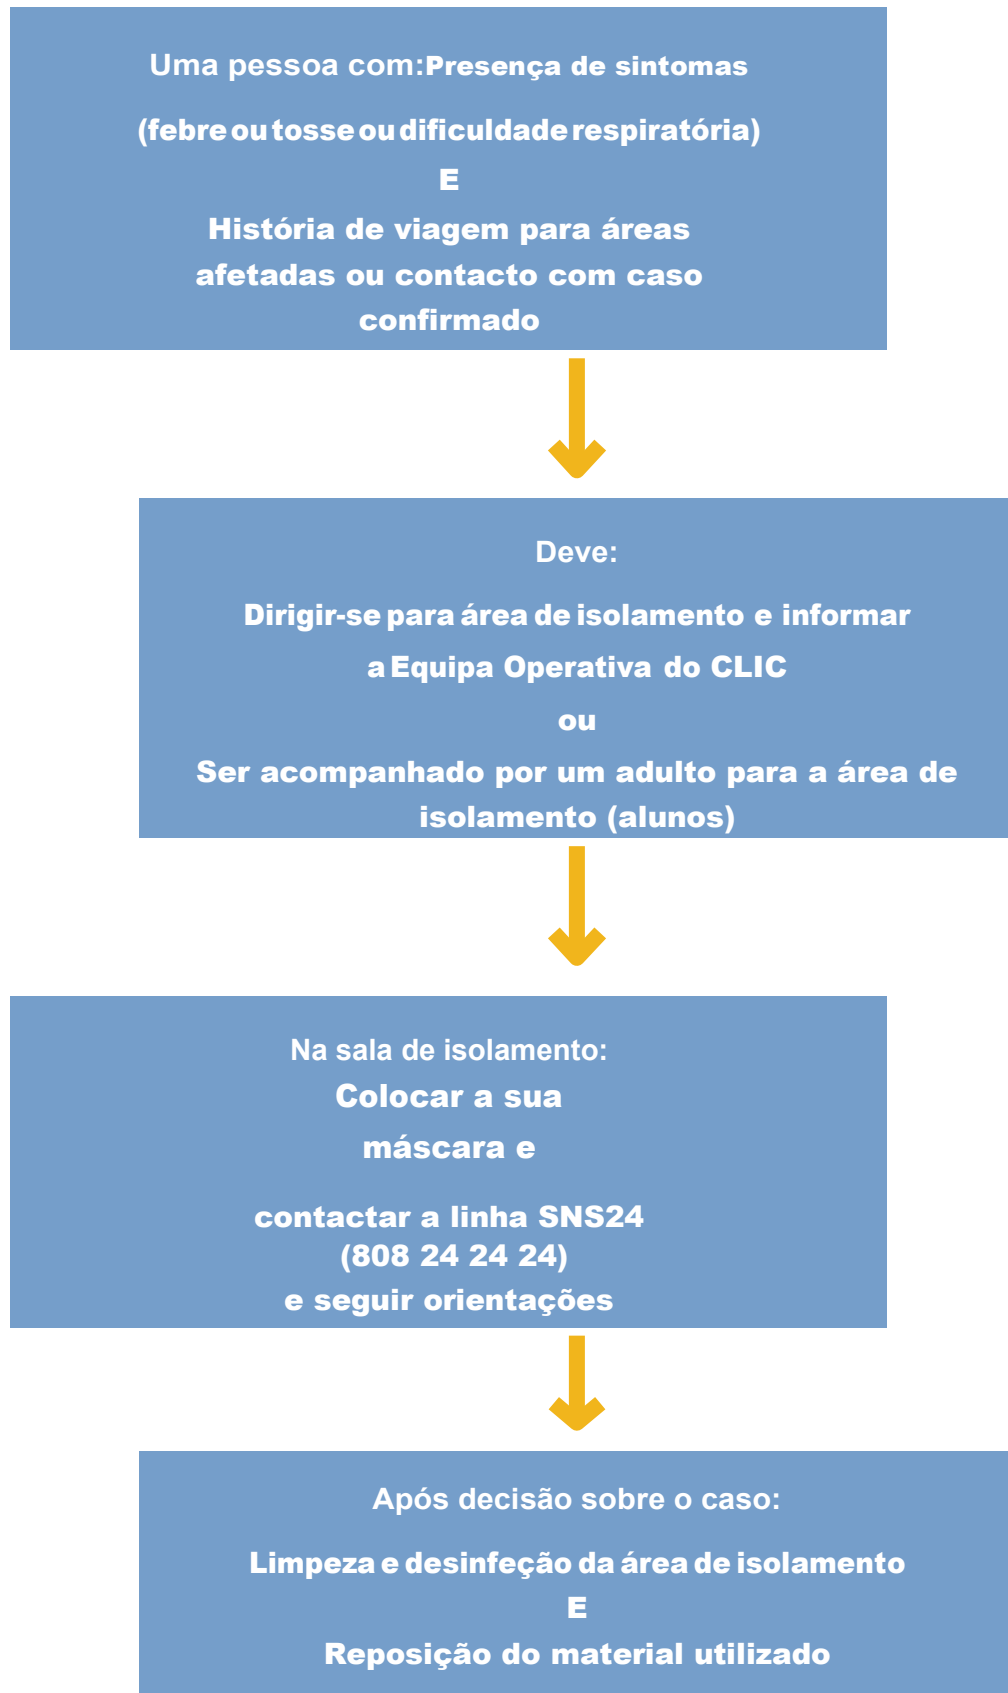 Uma pessoa com:Presença de sintomas
(febre ou tosse ou dificuldade respiratória)
E
História de viagem para áreas
afetadas ou contacto com caso
confirmado
Deve:
Dirigir-se para área de isolamento e informar
a Equipa Operativa do CLIC
ou
Ser acompanhado por um adulto para a área de
isolamento (alunos)
Na sala de isolamento:
Colocar a sua
máscara e
contactar a linha SNS24
(808 24 24 24)
e seguir orientações
Após decisão sobre o caso:
Limpeza e desinfeção da área de isolamento
E
Reposição do material utilizado